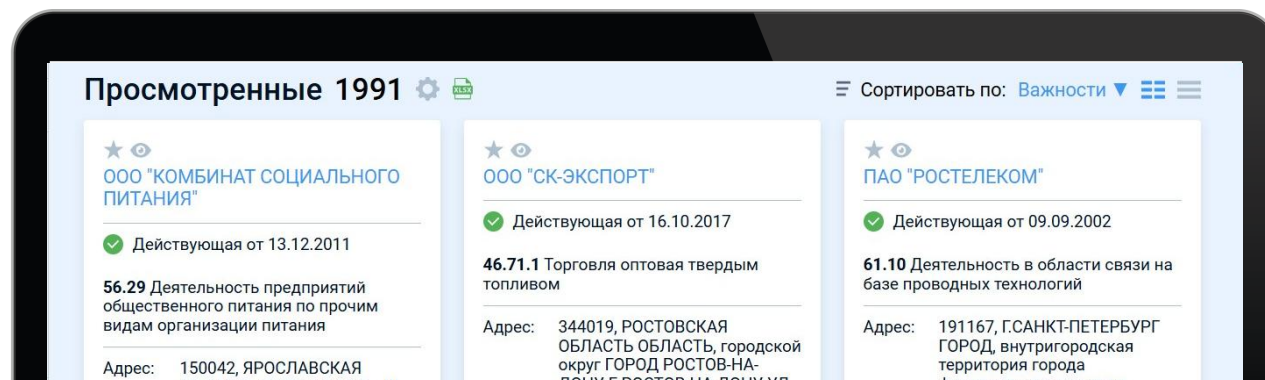 Просмотренные 1991 XLSX
Сортировать по: Важности
ООО "КОМБИНАТ СОЦИАЛЬНОГО
ПИТАНИЯ"
Действующая от 13.12.2011
56.29 Деятельность предприятий
общественного питания по прочим
видам организации питания
Адрес: 150042, ЯРОСЛАВСКАЯ
ООО "СК-ЭКСПОРТ"
Действующая от 16.10.2017
46.71.1 Торговля оптовая твердым
топливом
Адрес: 344019, РОСТОВСКАЯ
ОБЛАСТЬ ОБЛАСТЬ, городской
округ ГОРОД РОСТОВ-НА-
ПАО "РОСТЕЛЕКОМ"
Действующая от 09.09.2002
61.10 Деятельность в области связи на
базе проводных технологий
Адрес: 191167, Г.САНКТ-ПЕТЕРБУРГ
ГОРОД, внутригородская
территория города